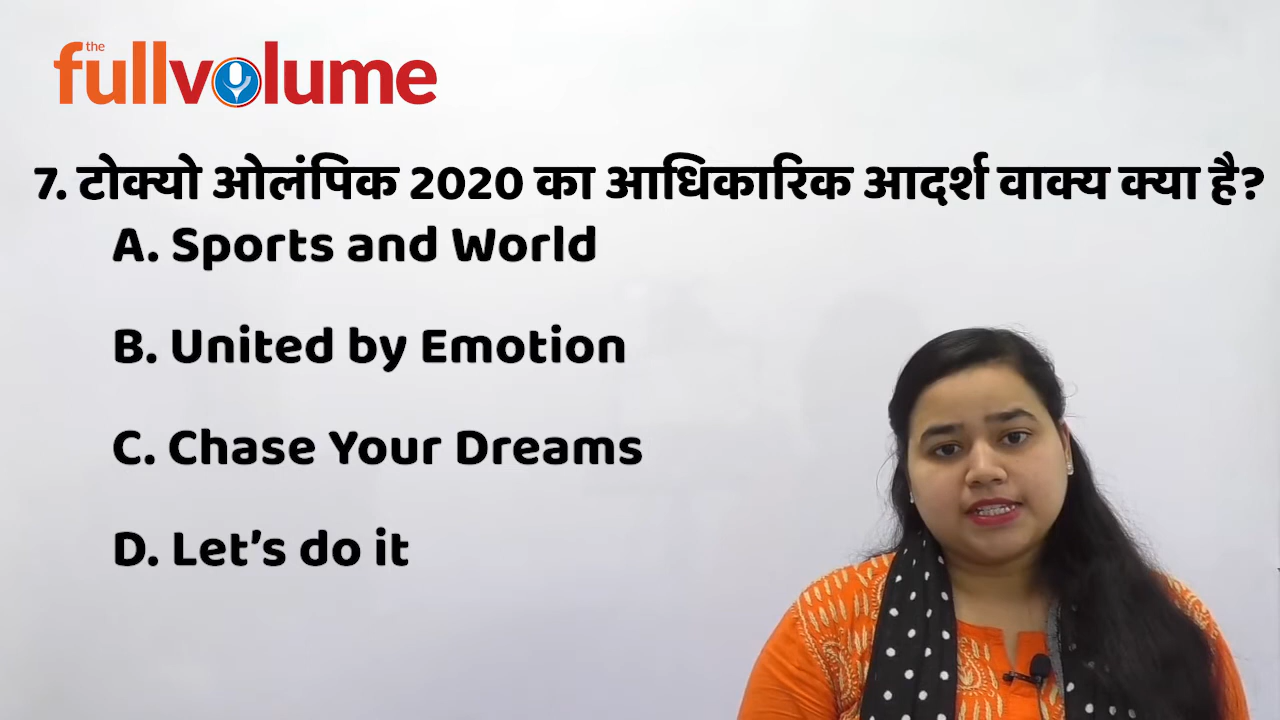 the
fullvolume
7. टोक्यो ओलंपिक 2020 का आधिकारिक आदर्श वाक्य क्या है?
A. Sports and World
B. United by Emotion
C. Chase Your Dreams
D. Let’s do it